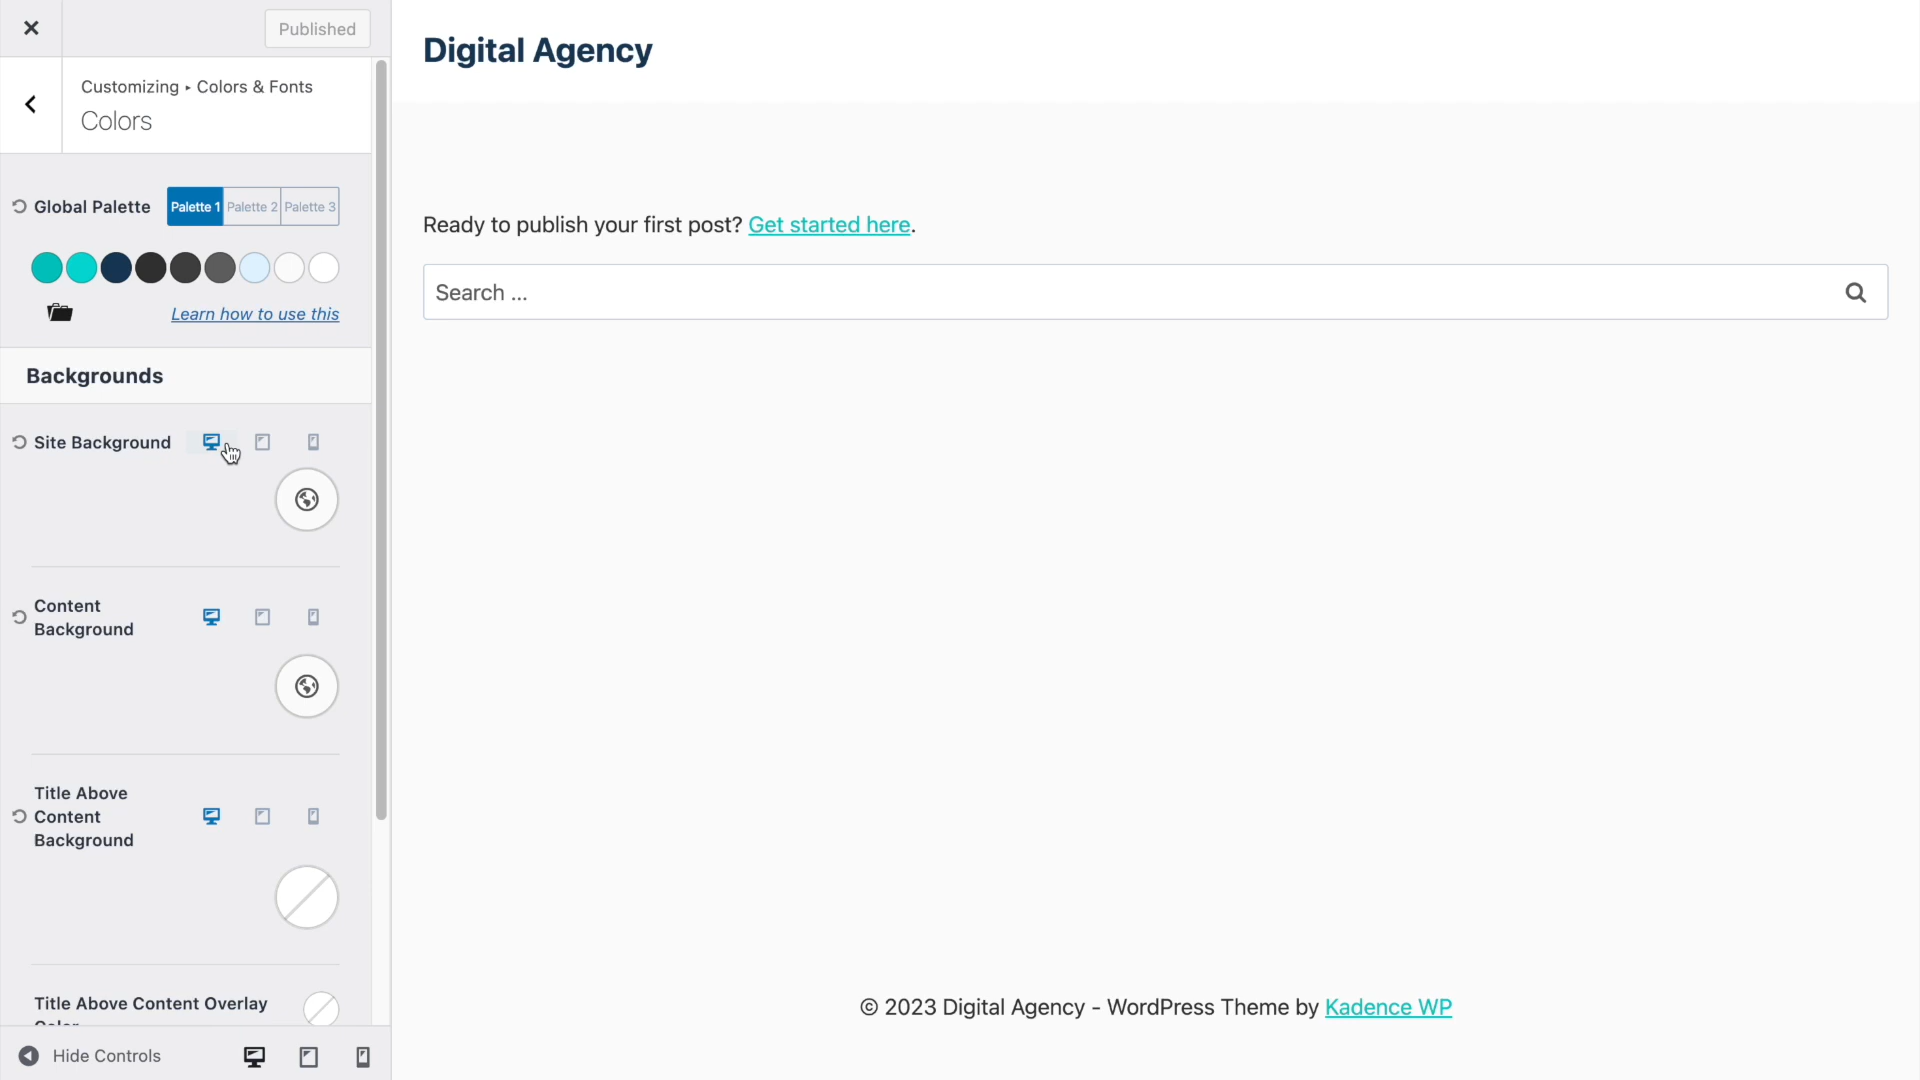 Published
Customizing ▸ Colors & Fonts
Colors
Global Palette
Palette 1
Palette 2
Palette 3
Learn how to use this
Backgrounds
Site Background
Content
Background
Title Above
Content
Background
Title Above Content Overlay
Color
Hide Controls
Digital Agency
Ready to publish your first post? Get started here.
Search ...
© 2023 Digital Agency - WordPress Theme by Kadence WP